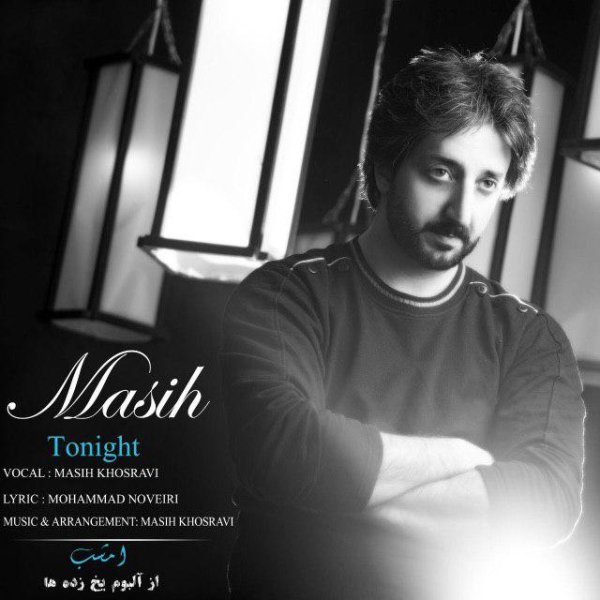 Masih
Tonight
VOCAL : MASIH KHOSRAVI
LYRIC : MOHAMMAD NOVEIRI
MUSIC & ARRANGEMENT: MASIH KHOSRAVI
امشب
از آلبوم یخ زده ها